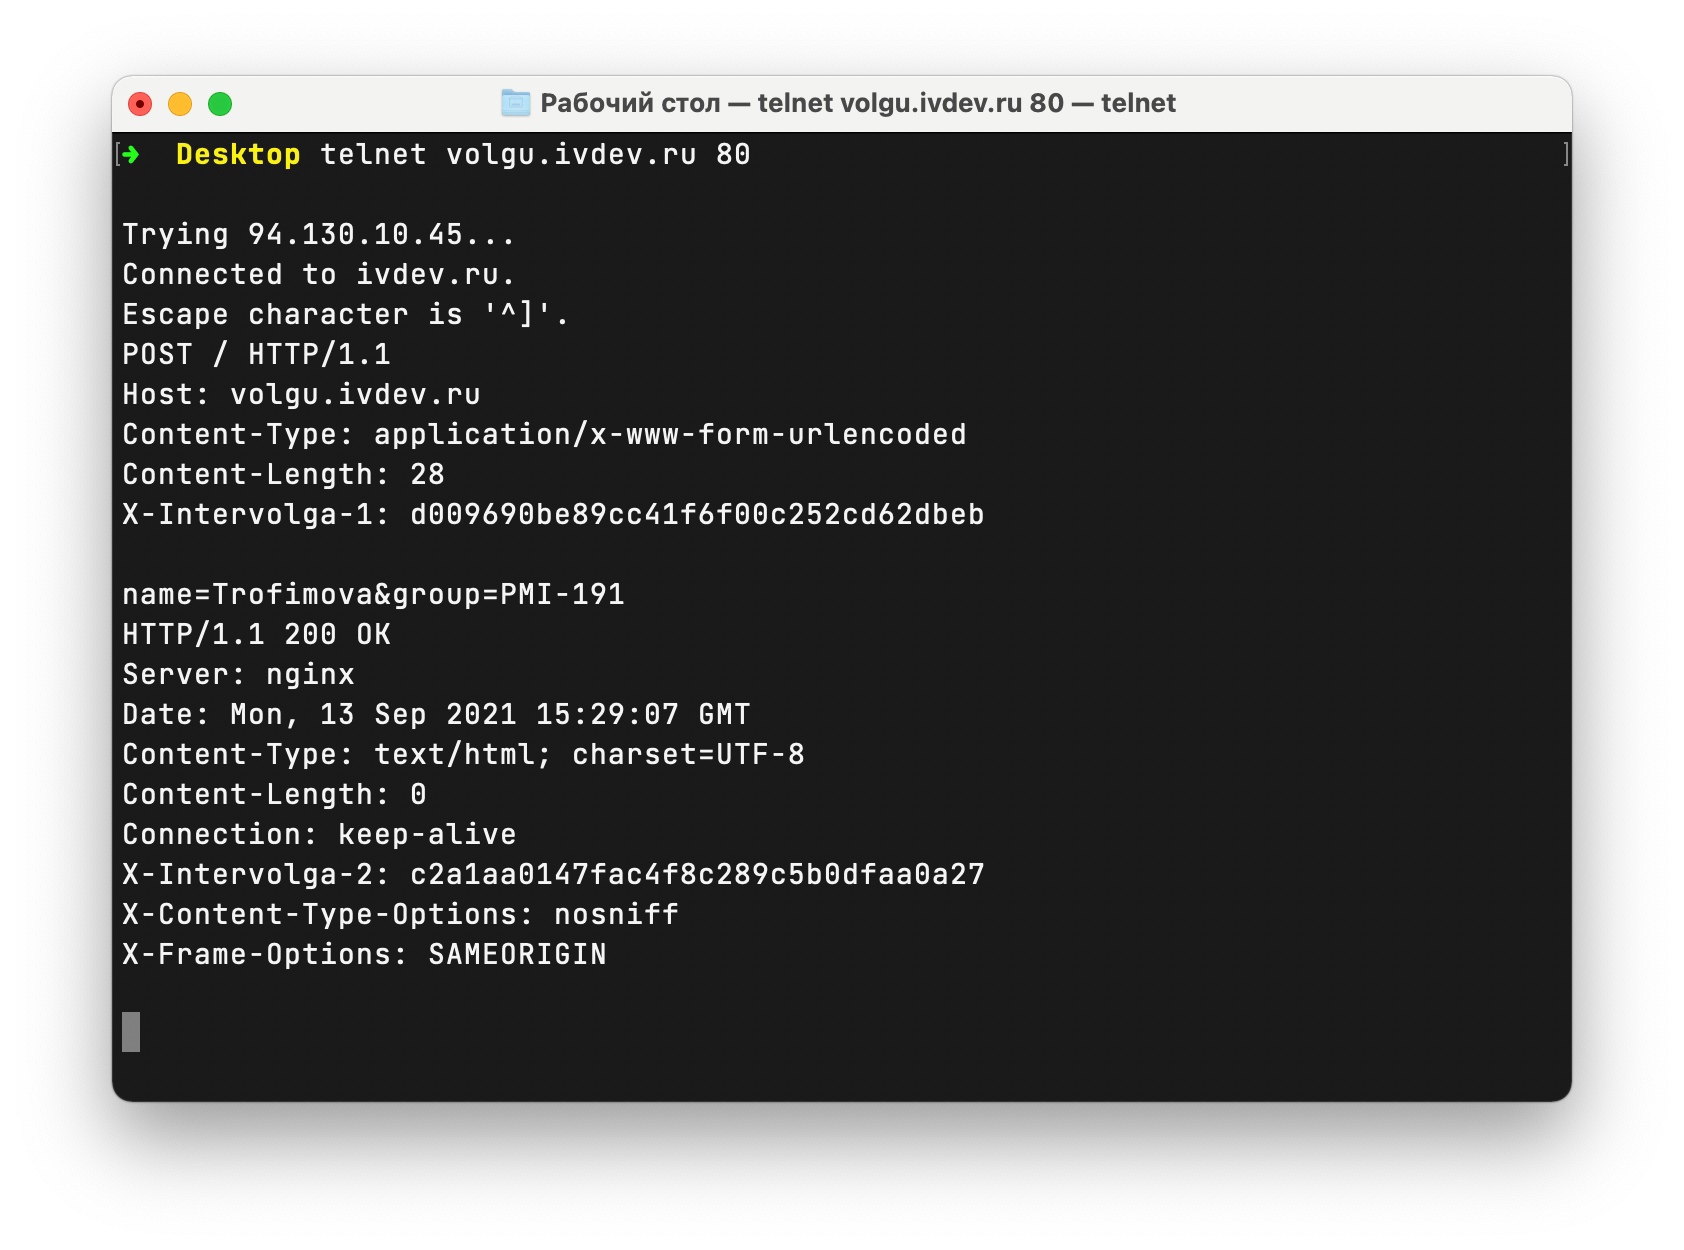 Рабочий стол — telnet volgu.ivdev.ru 80 — telnet
[➜  Desktop telnet volgu.ivdev.ru 80 ]
Trying 94.130.10.45...
Connected to ivdev.ru.
Escape character is '^]'.
POST / HTTP/1.1
Host: volgu.ivdev.ru
Content-Type: application/x-www-form-urlencoded
Content-Length: 28
X-Intervolga-1: d009690be89cc41f6f00c252cd62dbeb
name=Trofimova&group=PMI-191
HTTP/1.1 200 OK
Server: nginx
Date: Mon, 13 Sep 2021 15:29:07 GMT
Content-Type: text/html; charset=UTF-8
Content-Length: 0
Connection: keep-alive
X-Intervolga-2: c2a1aa0147fac4f8c289c5b0dfaa0a27
X-Content-Type-Options: nosniff
X-Frame-Options: SAMEORIGIN